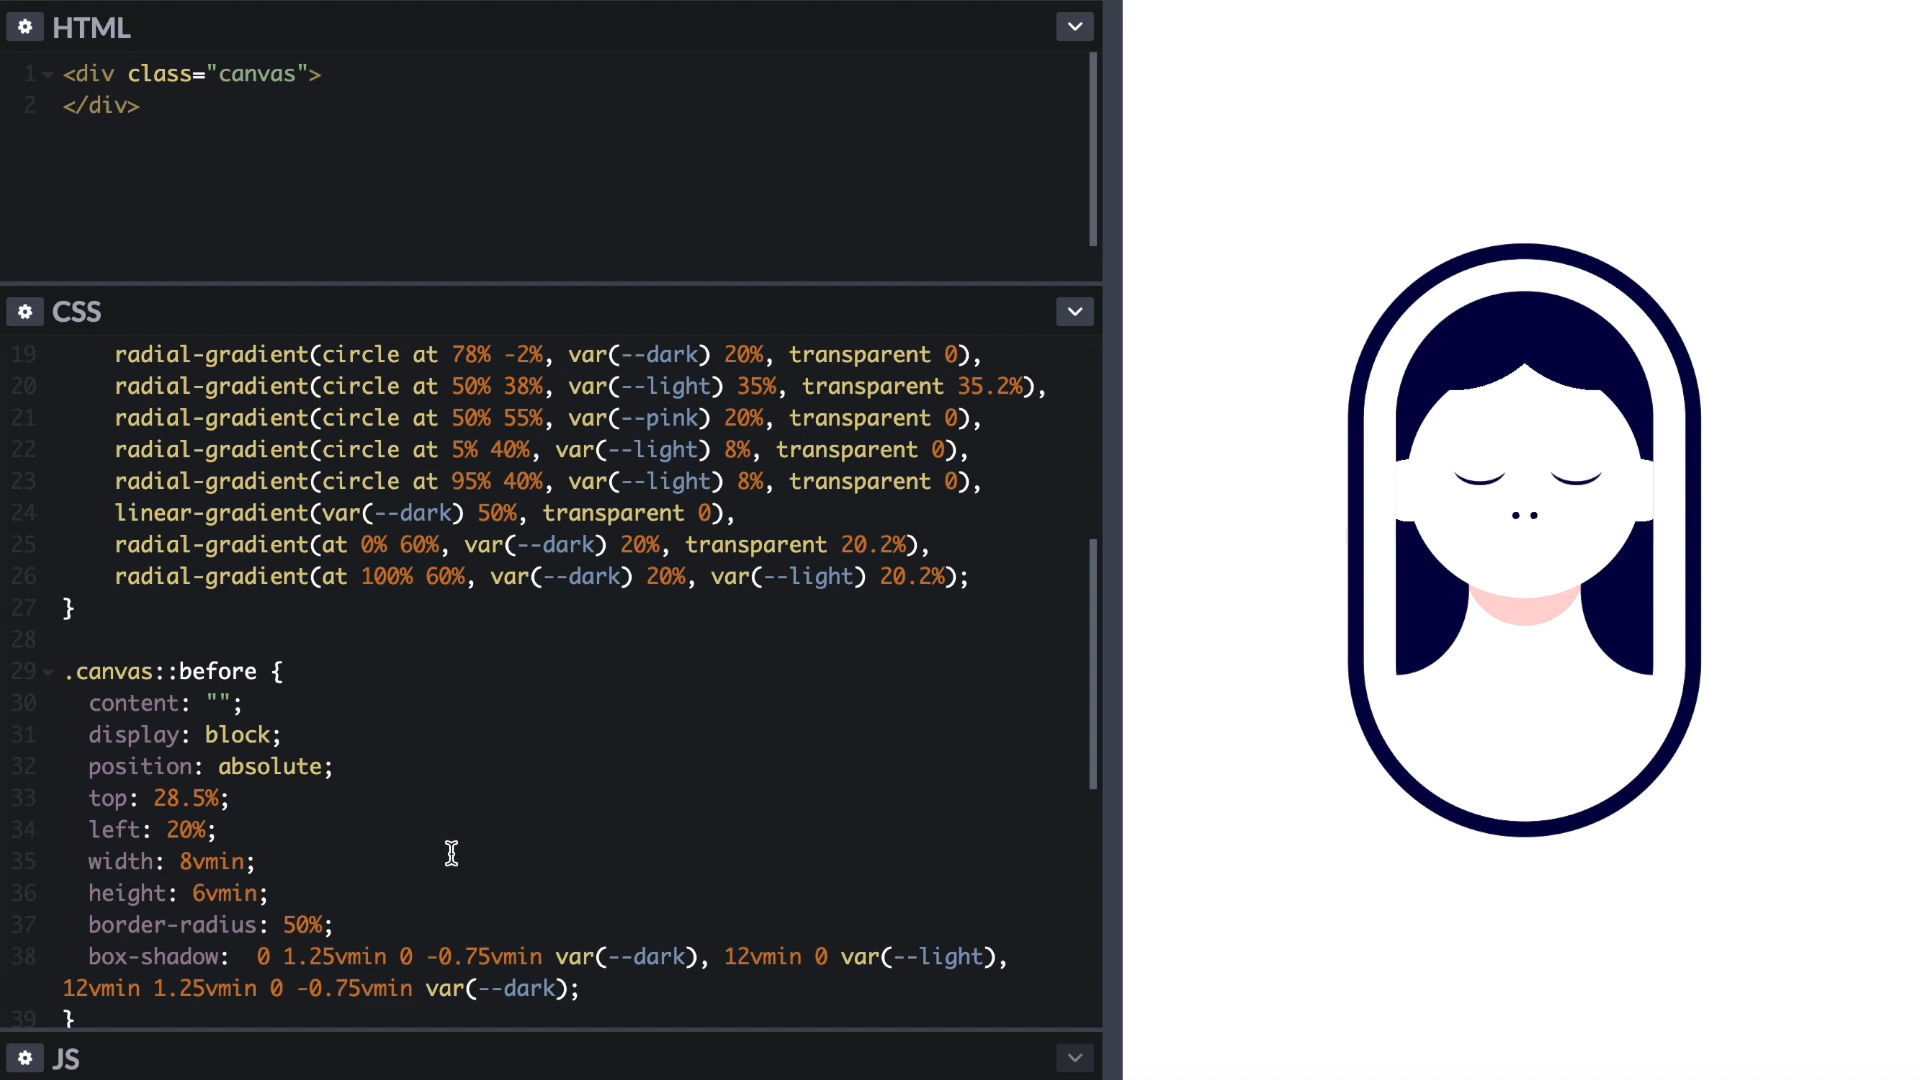 HTML
1 <div class="canvas">
2 </div>
CSS
19 radial-gradient(circle at 78% -2%, var(--dark) 20%, transparent 0),
20 radial-gradient(circle at 50% 38%, var(--light) 35%, transparent 35.2%),
21 radial-gradient(circle at 50% 55%, var(--pink) 20%, transparent 0),
22 radial-gradient(circle at 5% 40%, var(--light) 8%, transparent 0),
23 radial-gradient(circle at 95% 40%, var(--light) 8%, transparent 0),
24 linear-gradient(var(--dark) 50%, transparent 0),
25 radial-gradient(at 0% 60%, var(--dark) 20%, transparent 20.2%),
26 radial-gradient(at 100% 60%, var(--dark) 20%, var(--light) 20.2%);
27 }
28
29 .canvas::before {
30 content: "";
31 display: block;
32 position: absolute;
33 top: 28.5%;
34 left: 20%;
35 width: 8vmin;
36 height: 6vmin;
37 border-radius: 50%;
38 box-shadow:  0 1.25vmin 0 -0.75vmin var(--dark), 12vmin 0 var(--light),
12vmin 1.25vmin 0 -0.75vmin var(--dark);
39 }
JS